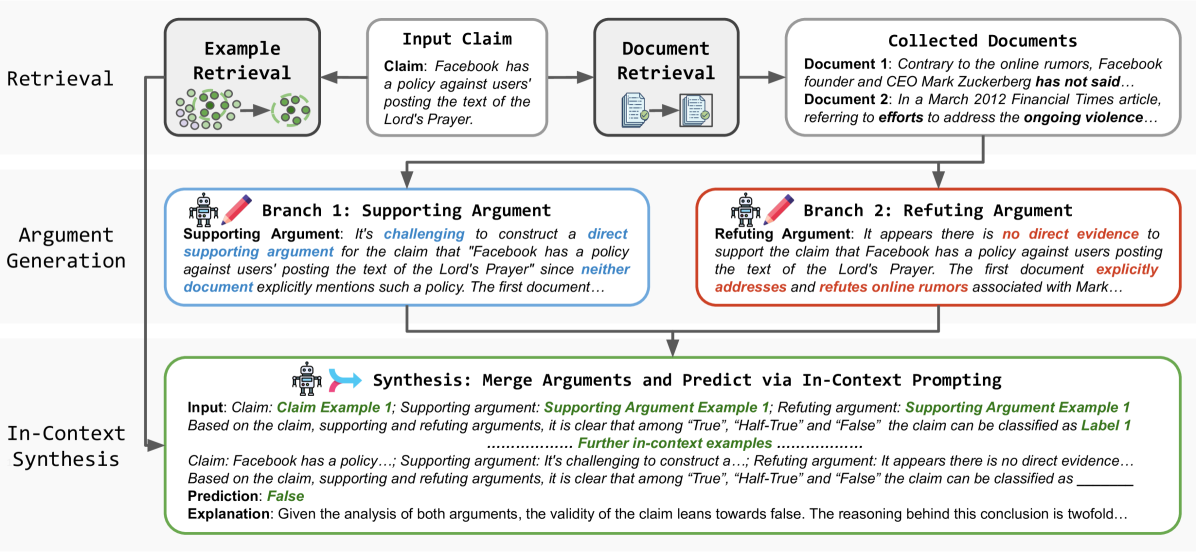 Retrieval
Example
Retrieval
Input Claim
Claim: Facebook has
a policy against users'
posting the text of the
Lord's Prayer.
Document
Retrieval
Collected Documents
Document 1: Contrary to the online rumors, Facebook
founder and CEO Mark Zuckerberg has not said…
Document 2: In a March 2012 Financial Times article,
referring to efforts to address the ongoing violence…
Argument
Generation
Branch 1: Supporting Argument
Supporting Argument: It's challenging to construct a direct
supporting argument for the claim that "Facebook has a policy
against users' posting the text of the Lord's Prayer" since neither
document explicitly mentions such a policy. The first document…
Branch 2: Refuting Argument
Refuting Argument: It appears there is no direct evidence to
support the claim that Facebook has a policy against users posting
the text of the Lord's Prayer. The first document explicitly
addresses and refutes online rumors associated with Mark…
In-Context
Synthesis
Synthesis: Merge Arguments and Predict via In-Context Prompting
Input: Claim: Claim Example 1; Supporting argument: Supporting Argument Example 1; Refuting argument: Supporting Argument Example 1
Based on the claim, supporting and refuting arguments, it is clear that among “True”, “Half-True” and “False” the claim can be classified as Label 1
……………… Further in-context examples ………………
Claim: Facebook has a policy…; Supporting argument: It's challenging to construct a…; Refuting argument: It appears there is no direct evidence…
Based on the claim, supporting and refuting arguments, it is clear that among “True”, “Half-True” and “False” the claim can be classified as _______
Prediction: False
Explanation: Given the analysis of both arguments, the validity of the claim leans towards false. The reasoning behind this conclusion is twofold…